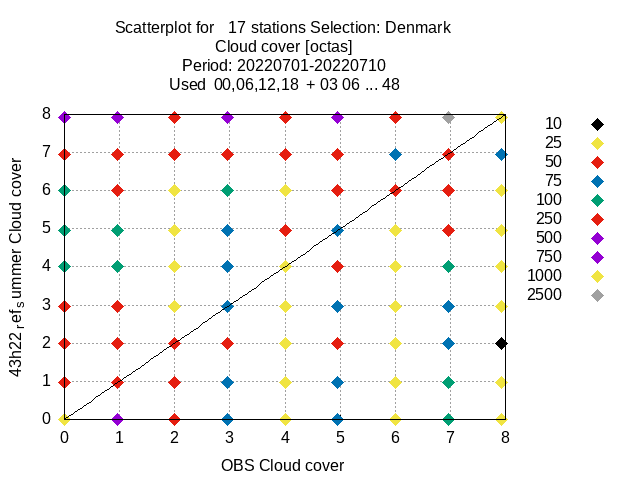 Scatterplot for 17 stations Selection: Denmark
Cloud cover [octas]
Period: 20220701-20220710
Used 00,06,12,18 + 03 06 ... 48
8
7
6
5
4
3
2
1
0
43h22_ref_summer Cloud cover
0 1 2 3 4 5 6 7 8
OBS Cloud cover
10
25
50
75
100
250
500
750
1000
2500